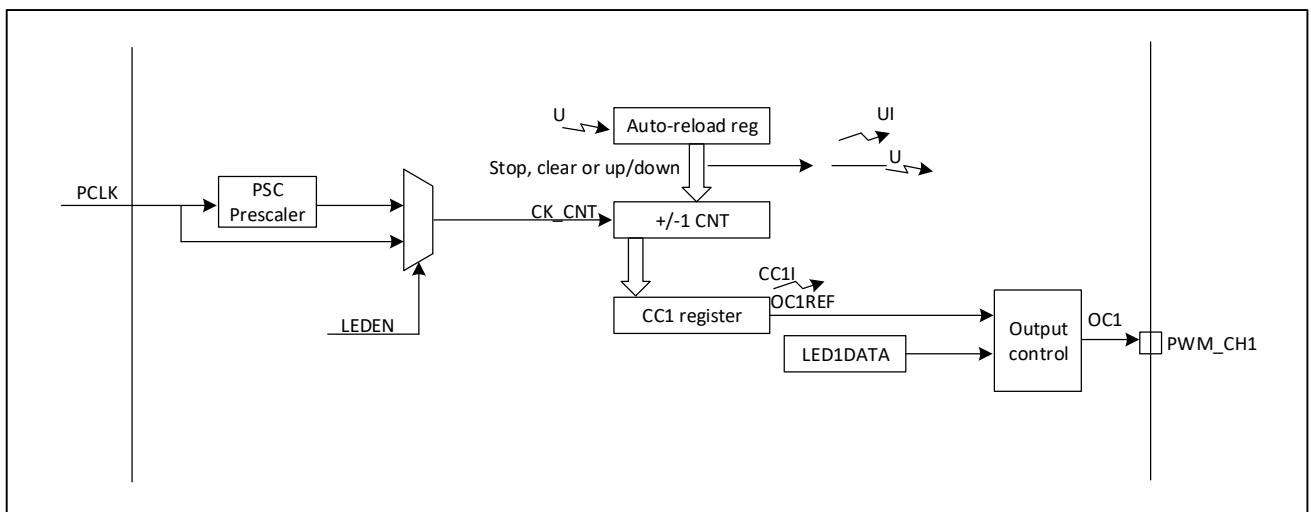 U
Auto-reload reg
UI
U
Stop, clear or up/down
PCLK
PSC
Prescaler
CK_CNT
+/-1 CNT
CC1I
OC1REF
LEDEN
CC1 register
LED1DATA
Output
control
OC1
PWM_CH1